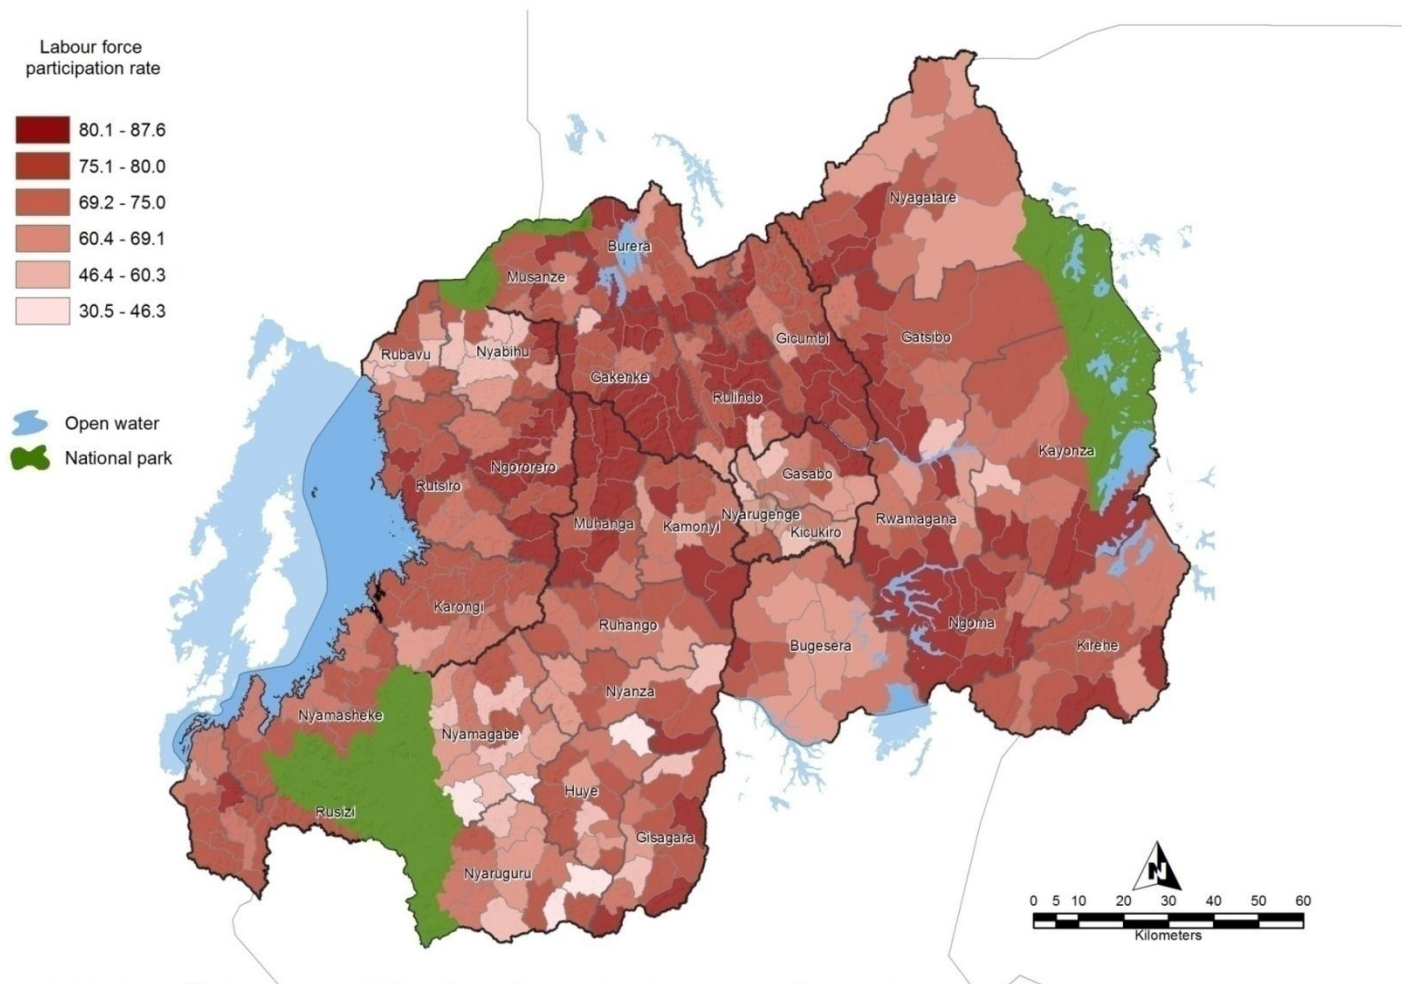 Labour force
participation rate
80.1 - 87.6
75.1 - 80.0
69.2 - 75.0
60.4 - 69.1
46.4 - 60.3
30.5 - 46.3
Open water
National park
Nyagatare
Burera
Musanze
Gicumbi
Gatsibo
Rubavu
Nyabihu
Gakenke
Rulindo
Kayonza
Ngororero
Gasabo
Rutsiro
Nyarugenge
Muhanga
Kamonyi
Kicukiro
Rwamagana
Karongi
Ruhango
Ngoma
Bugesera
Kirehe
Nyanza
Nyamasheke
Nyamagabe
Huye
Rusizi
Gisagara
Nyaruguru
N
0 5 10 20 30 40 50 60
Kilometers